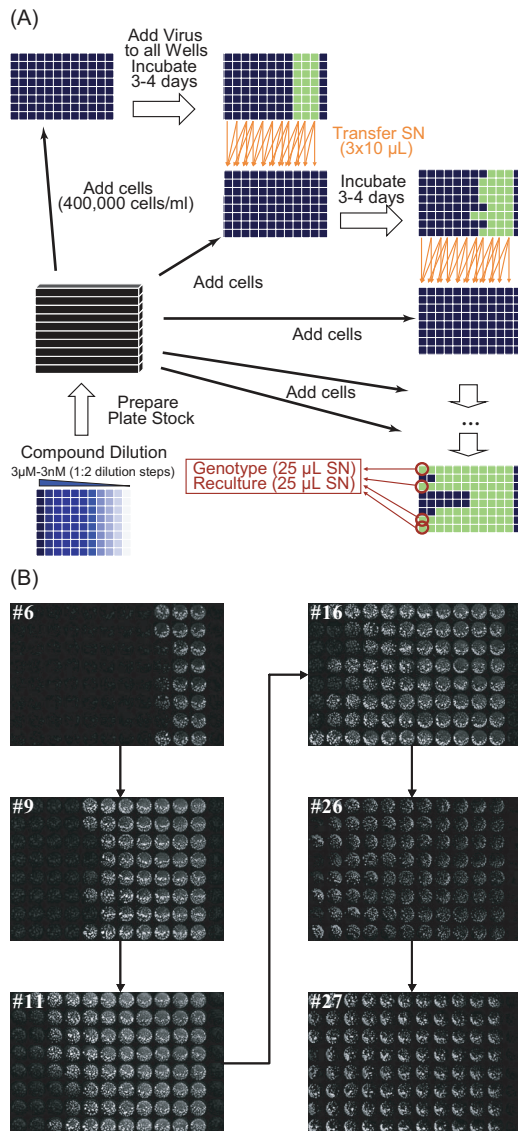 (A)
Add Virus
to all Wells
Incubate
3-4 days
Transfer SN
(3x10 µL)
Add cells
(400,000 cells/ml)
Incubate
3-4 days
Add cells
Add cells
Add cells
Prepare
Plate Stock
...
Compound Dilution
3µM-3nM (1:2 dilution steps)
Genotype (25 µL SN)
Reculture (25 µL SN)
(B)
#6
#16
#9
#26
#11
#27